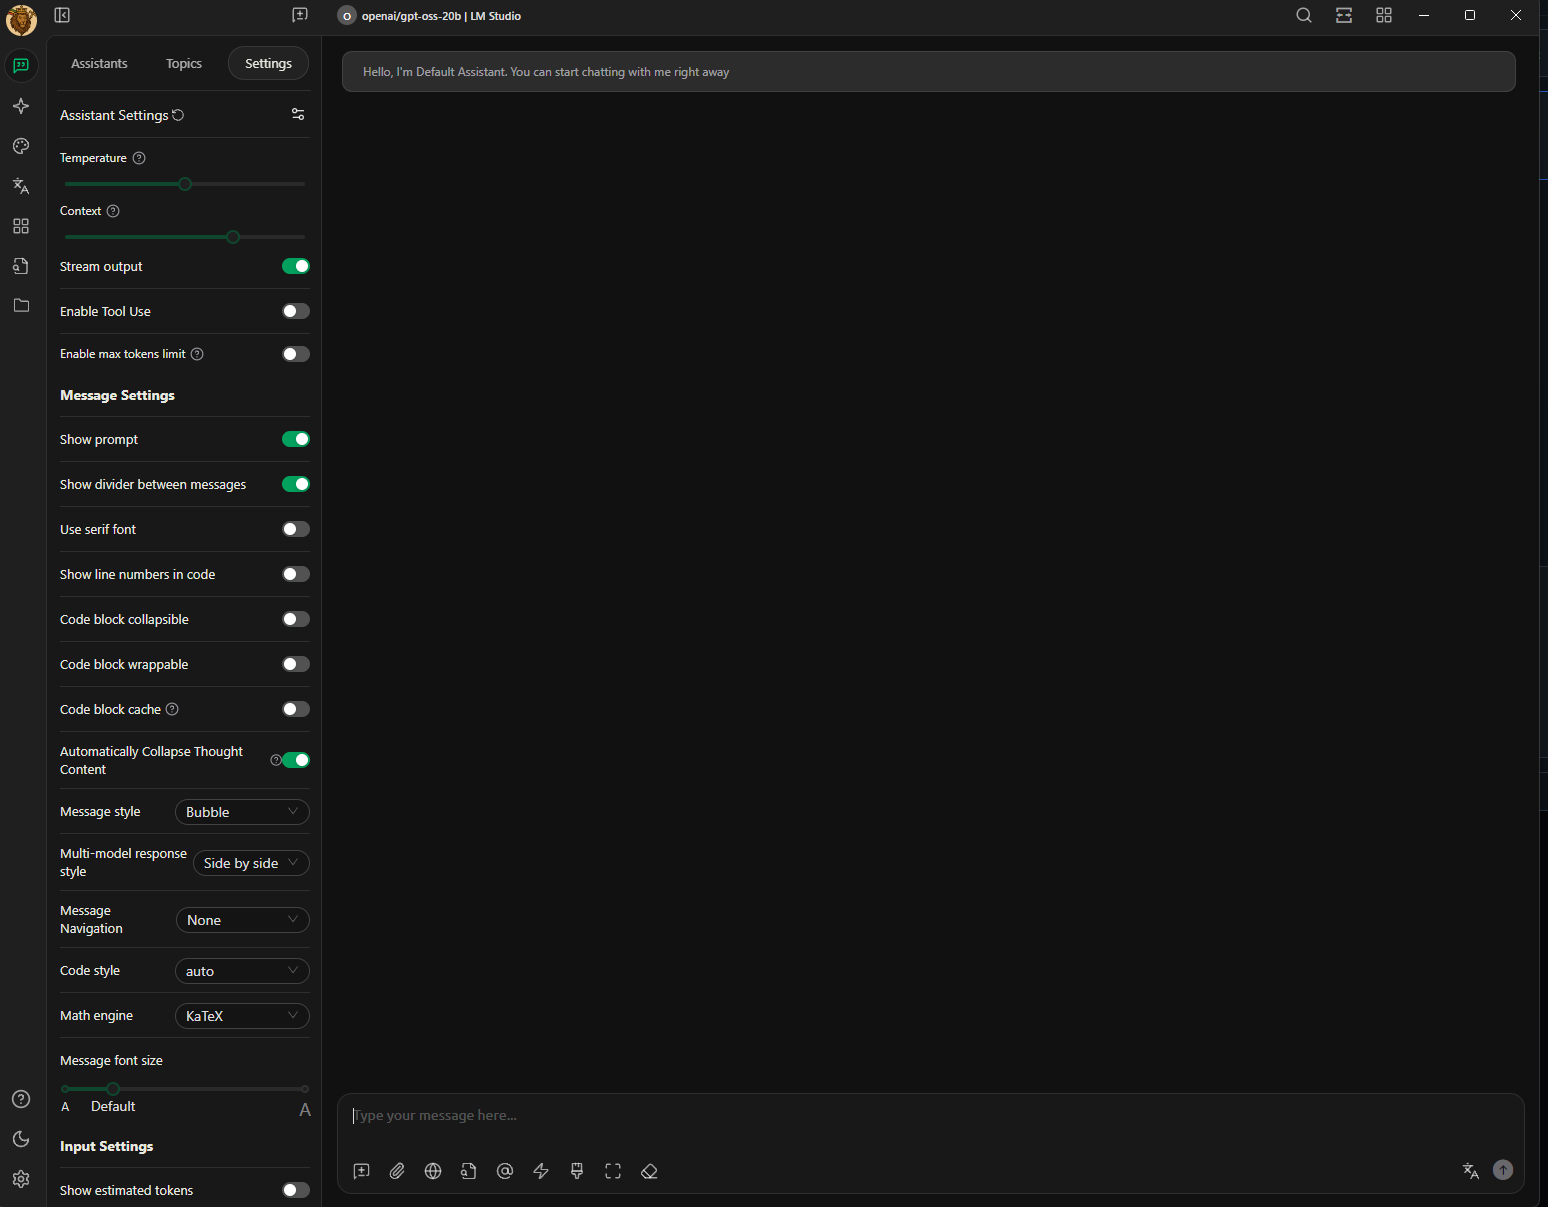 openai/gpt-oss-20b | LM Studio
Assistants
Topics
Settings
Hello, I'm Default Assistant. You can start chatting with me right away
Assistant Settings
Temperature
Context
Stream output
Enable Tool Use
Enable max tokens limit
Message Settings
Show prompt
Show divider between messages
Use serif font
Show line numbers in code
Code block collapsible
Code block wrappable
Code block cache
Automatically Collapse Thought
Content
Message style
Bubble
Multi-model response
style
Side by side
Message
Navigation
None
Code style
auto
Math engine
KaTeX
Message font size
A
Default
A
Input Settings
Show estimated tokens
Type your message here...